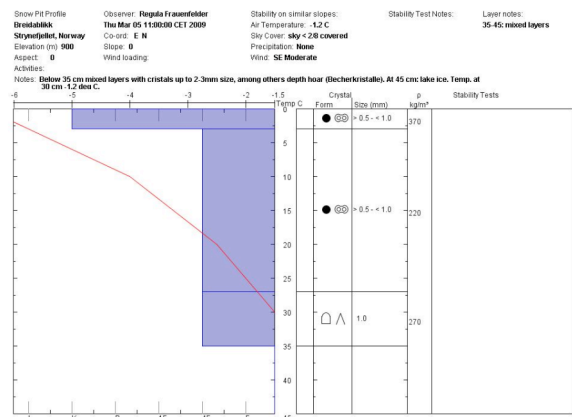 Snow Pit Profile Observer: Regula Frauenfelder Stability on similar slopes: Stability Test Notes: Layer notes:
Breidablikk Thu Mar 05 11:00:00 CET 2009 Air Temperature: -1.2 C 35-45: mixed layers
Strynefjellet, Norway Co-ord: E N Sky Cover: sky < 2/8 covered
Elevation (m) 900 Slope: 0 Precipitation: None
Aspect: 0 Wind loading: Wind: SE Moderate
Activities:
Notes: Below 35 cm mixed layers with cristals up to 2-3mm size, among others depth hoar (Becherkristalle). At 45 cm: lake ice. Temp. at
30 cm -1.2 deg C.
-6 -5 -4 -3 -2 -1.5 Crystal ρ Stability Tests
Temp C Form Size (mm) kg/m³
0
> 0.5 - < 1.0 370
5
10
15 > 0.5 - < 1.0 220
20
25
30
1.0 270
35
40